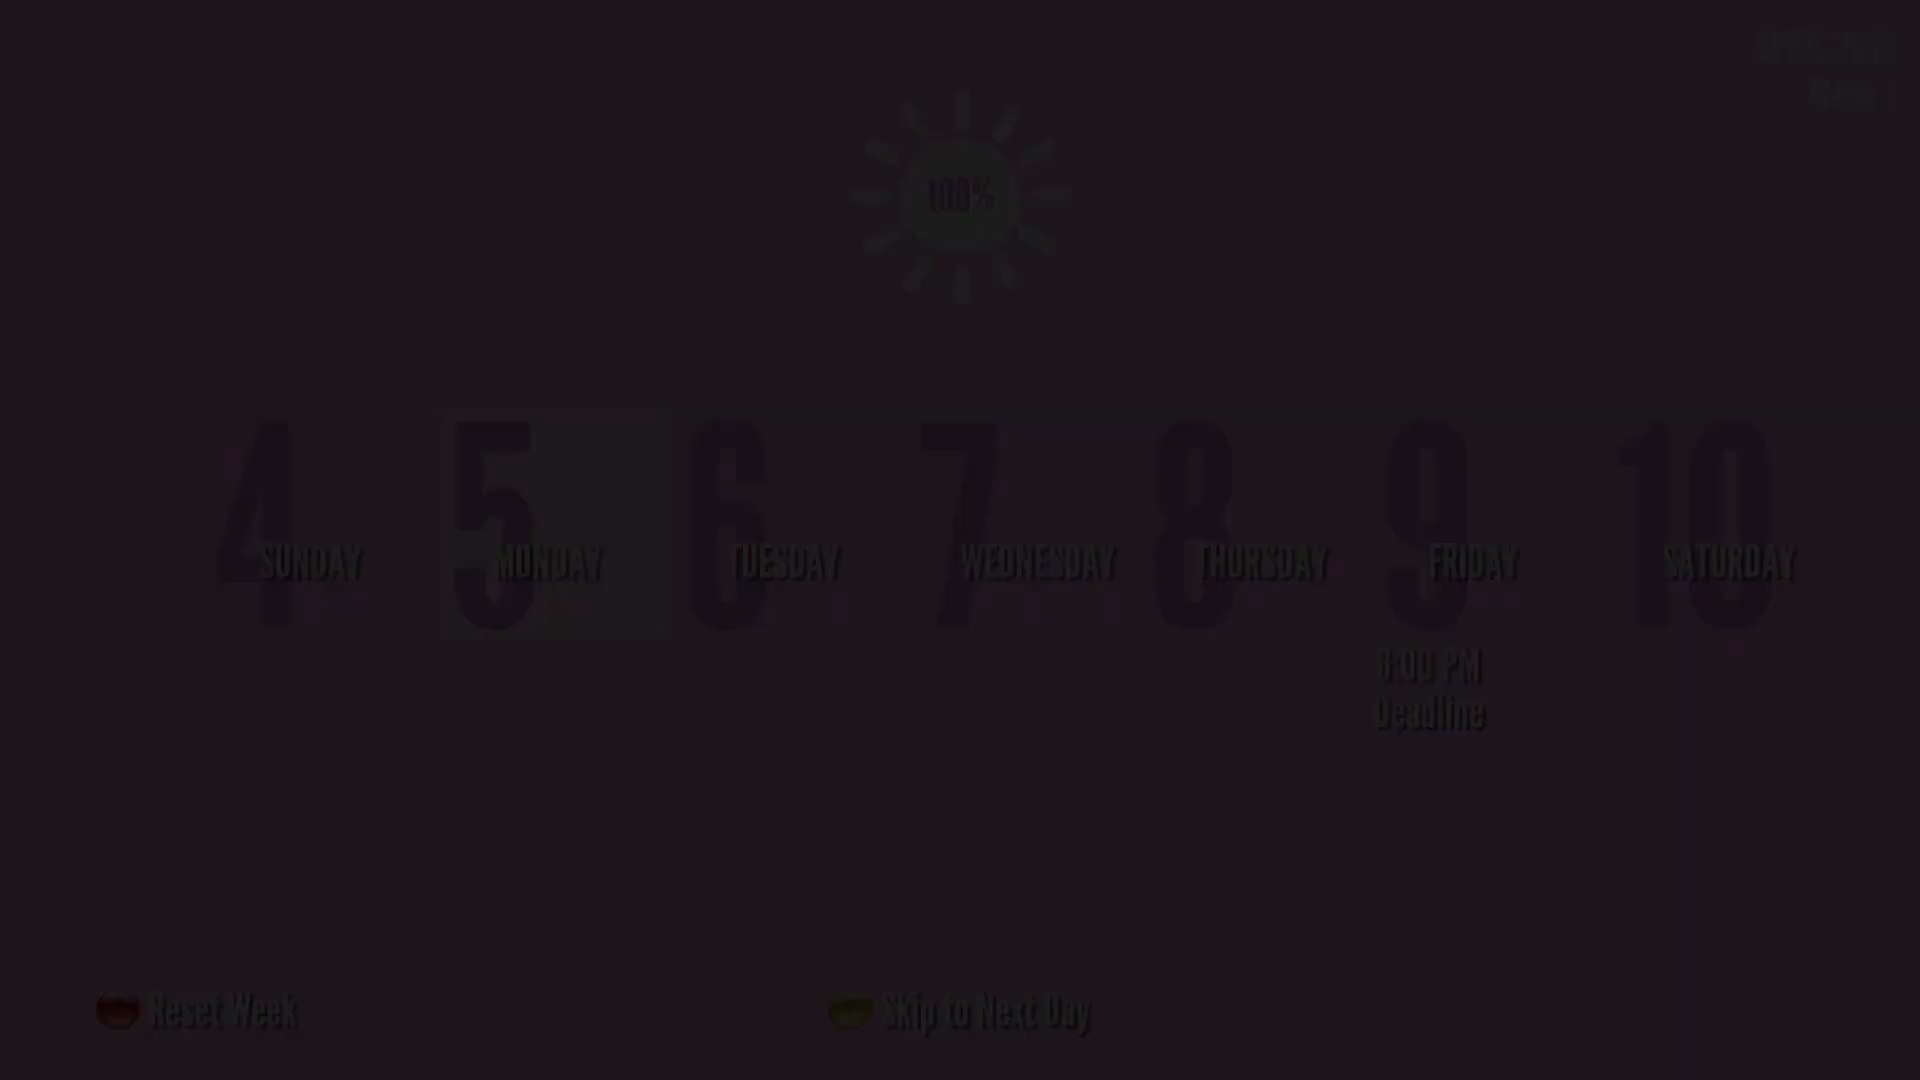 100%
4 SUNDAY
5 MONDAY
6 TUESDAY
7 WEDNESDAY
8 THURSDAY
9 FRIDAY
10 SATURDAY
6:00 PM
Deadline
Reset Week
Skip to Next Day